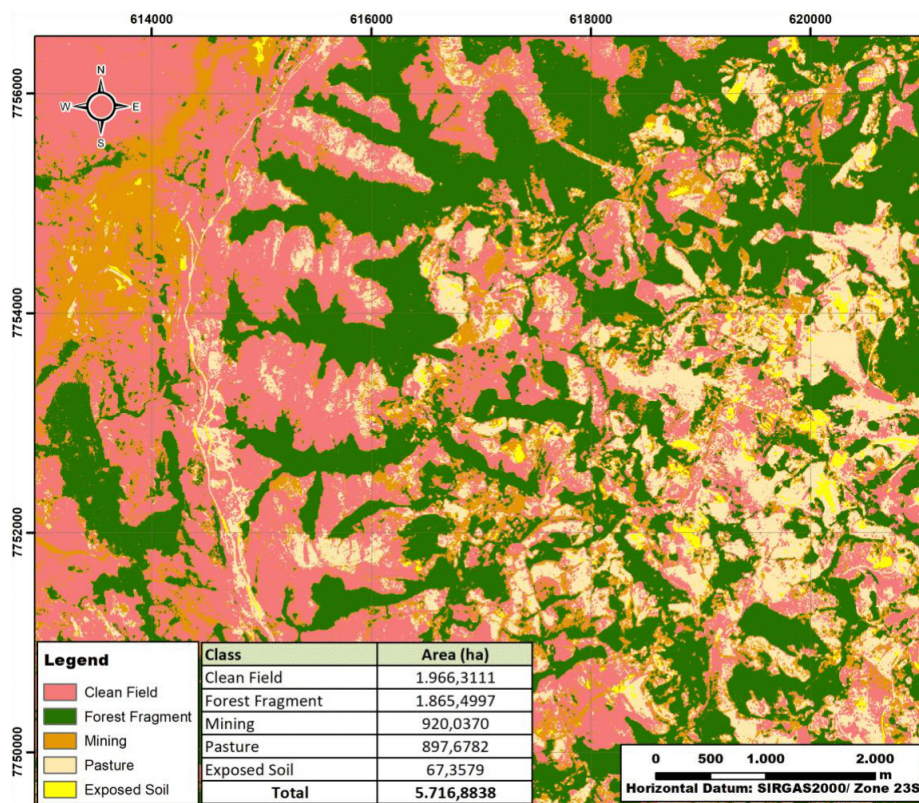 614000 616000 618000 620000
7756000
N
W E
S
7754000
7752000
7750000
Legend
Clean Field
Forest Fragment
Mining
Pasture
Exposed Soil
Class Area (ha)
Clean Field 1.966,3111
Forest Fragment 1.865,4997
Mining 920,0370
Pasture 897,6782
Exposed Soil 67,3579
Total 5.716,8838
0 500 1.000 2.000
m
Horizontal Datum: SIRGAS2000/ Zone 23S